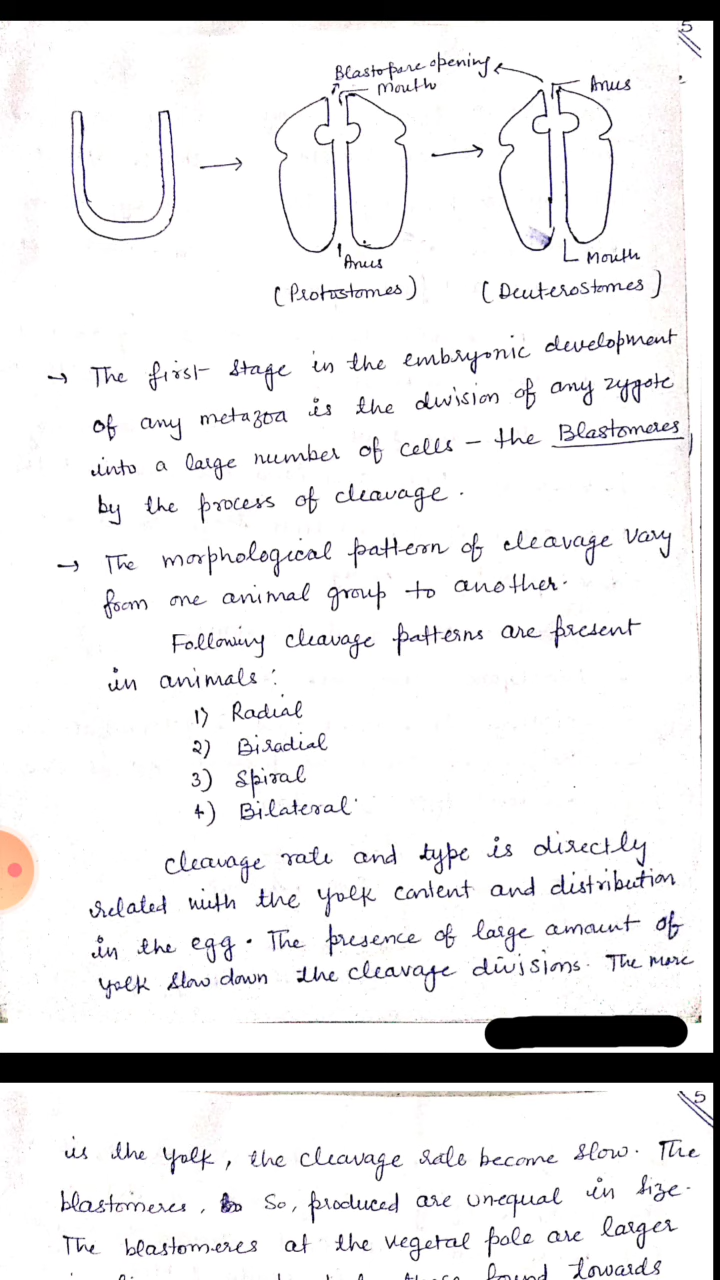 5
Blastopore opening
Mouth
Anus
Anus
Mouth
(Protostomes)
(Deuterostomes)
→ The first stage in the embryonic development
of any metazoa is the division of any zygote
into a large number of cells – the Blastomeres,
by the process of cleavage.
→ The morphological pattern of cleavage vary
from one animal group to another.
Following cleavage patterns are present
in animals:
1) Radial
2) Biradial
3) Spiral
4) Bilateral
cleavage rate and type is directly
related with the yolk content and distribution
in the egg. The presence of large amount of
yolk slow down the cleavage divisions. The more
5
is the yolk, the cleavage rate become slow. The
blastomeres, So, produced are unequal in size.
The blastomeres at the vegetal pole are larger
found towards